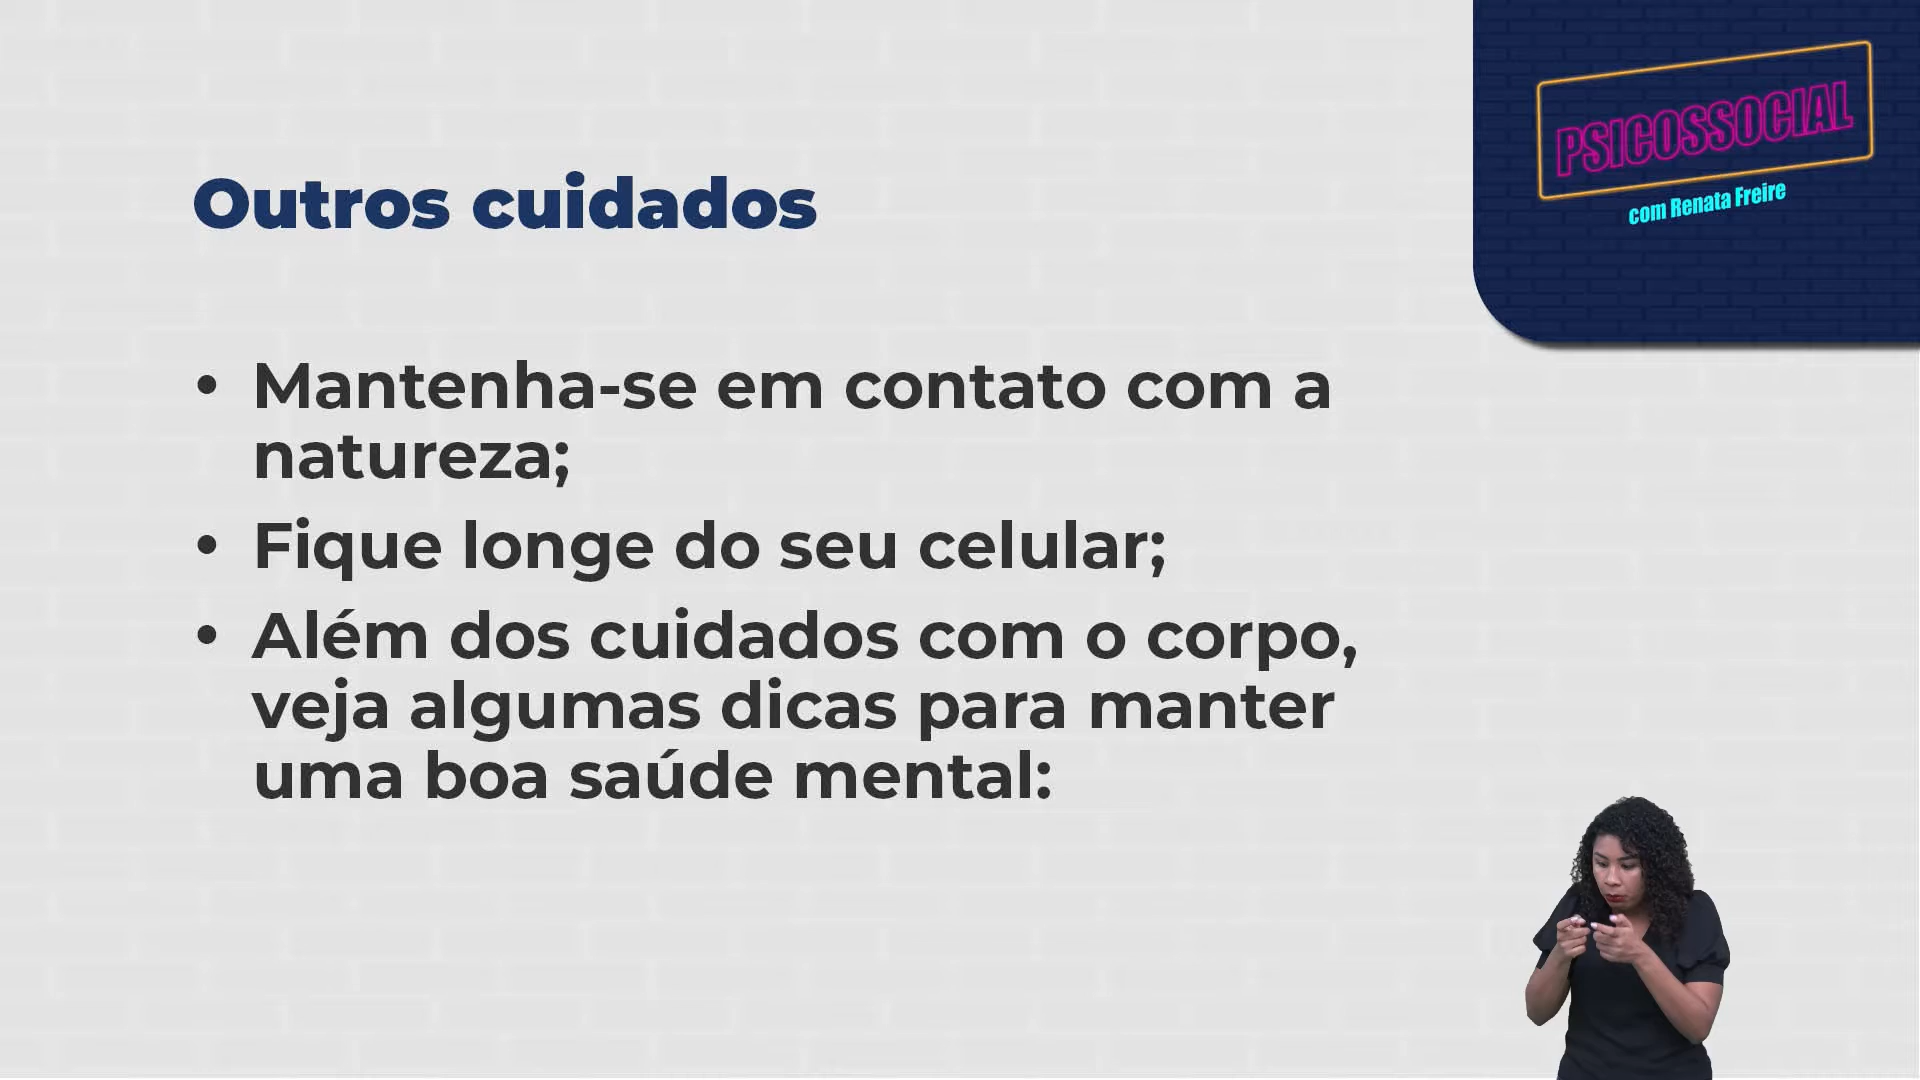 PSICOSSOCIAL
com Renata Freire
Outros cuidados
• Mantenha-se em contato com a
natureza;
• Fique longe do seu celular;
• Além dos cuidados com o corpo,
veja algumas dicas para manter
uma boa saúde mental: